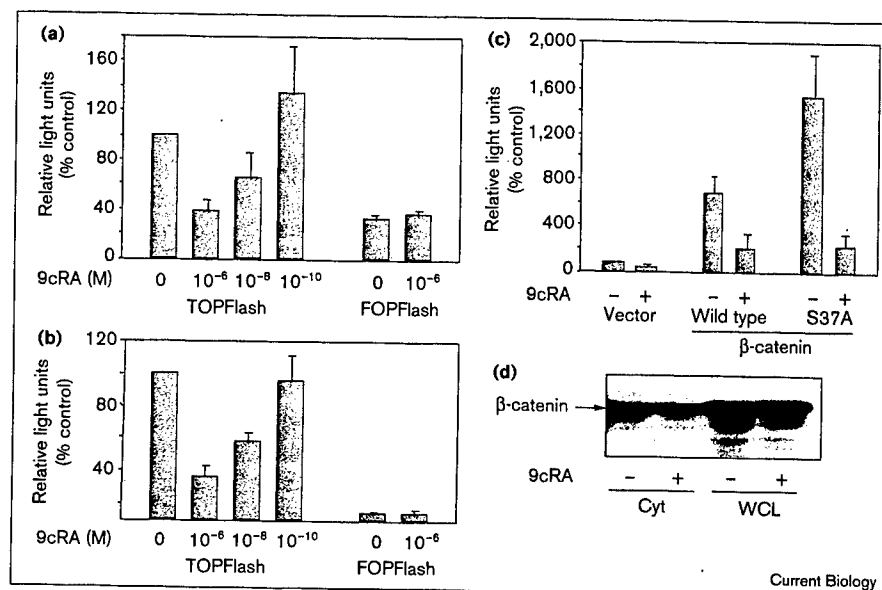 (a)
Relative light units
(% control)
160
120
80
40
0
9cRA (M)
0 10⁻⁶ 10⁻⁸ 10⁻¹⁰ 0 10⁻⁶
TOPFlash FOPFlash
(b)
Relative light units
(% control)
120
80
40
9cRA (M)
0 10⁻⁶ 10⁻⁸ 10⁻¹⁰ 0 10⁻⁶
TOPFlash FOPFlash
(c)
Relative light units
(% control)
2,000
1,600
1,200
800
400
0
9cRA
− + − + − +
Vector Wild type S37A
β-catenin
(d)
β-catenin
9cRA
− + − +
Cyt WCL
Current Biology